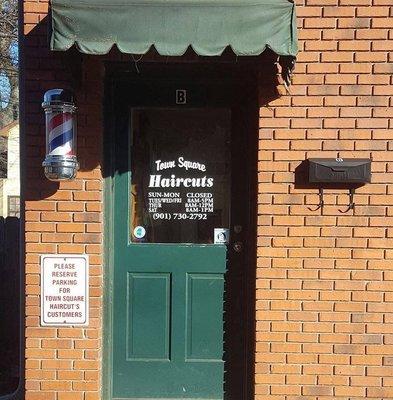 B
Town Square
Haircuts
SUN-MON CLOSED
TUES/WED/FRI 8AM-5PM
THUR 8AM-12PM
SAT 8AM-1PM
(901) 730-2792
PLEASE
RESERVE
PARKING
FOR
TOWN SQUARE
HAIRCUT'S
CUSTOMERS